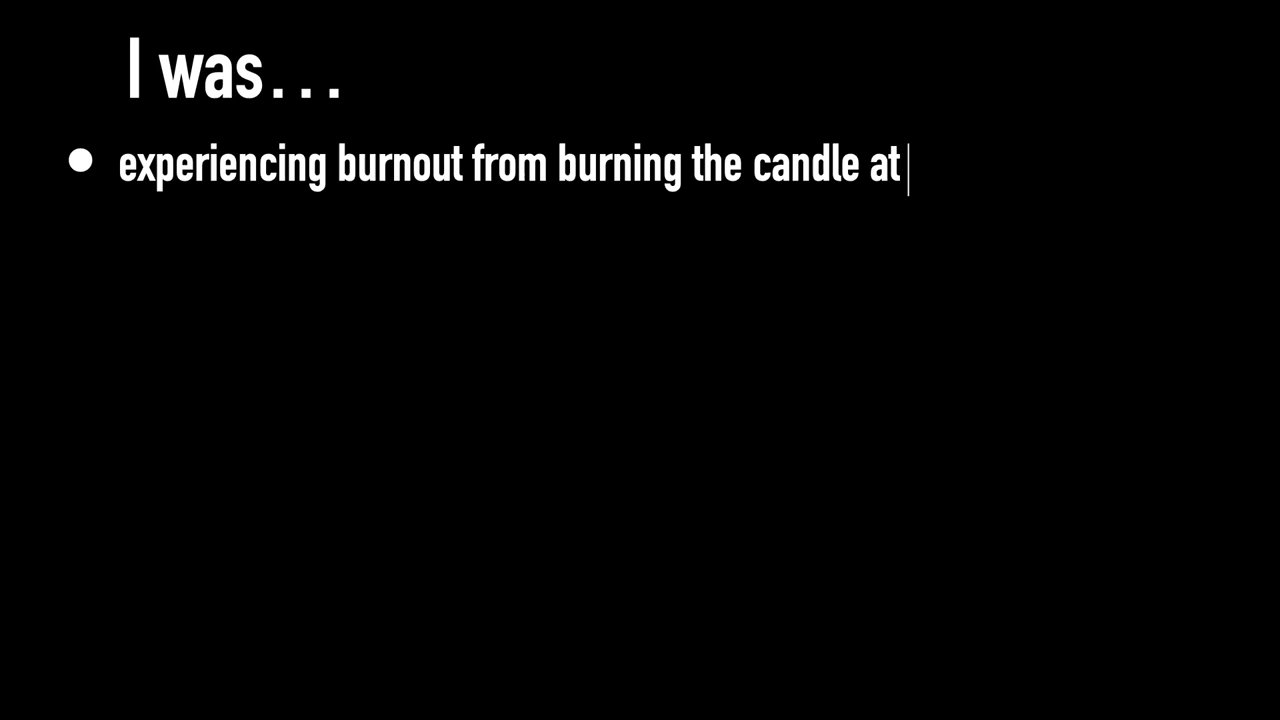 I was...
• experiencing burnout from burning the candle at